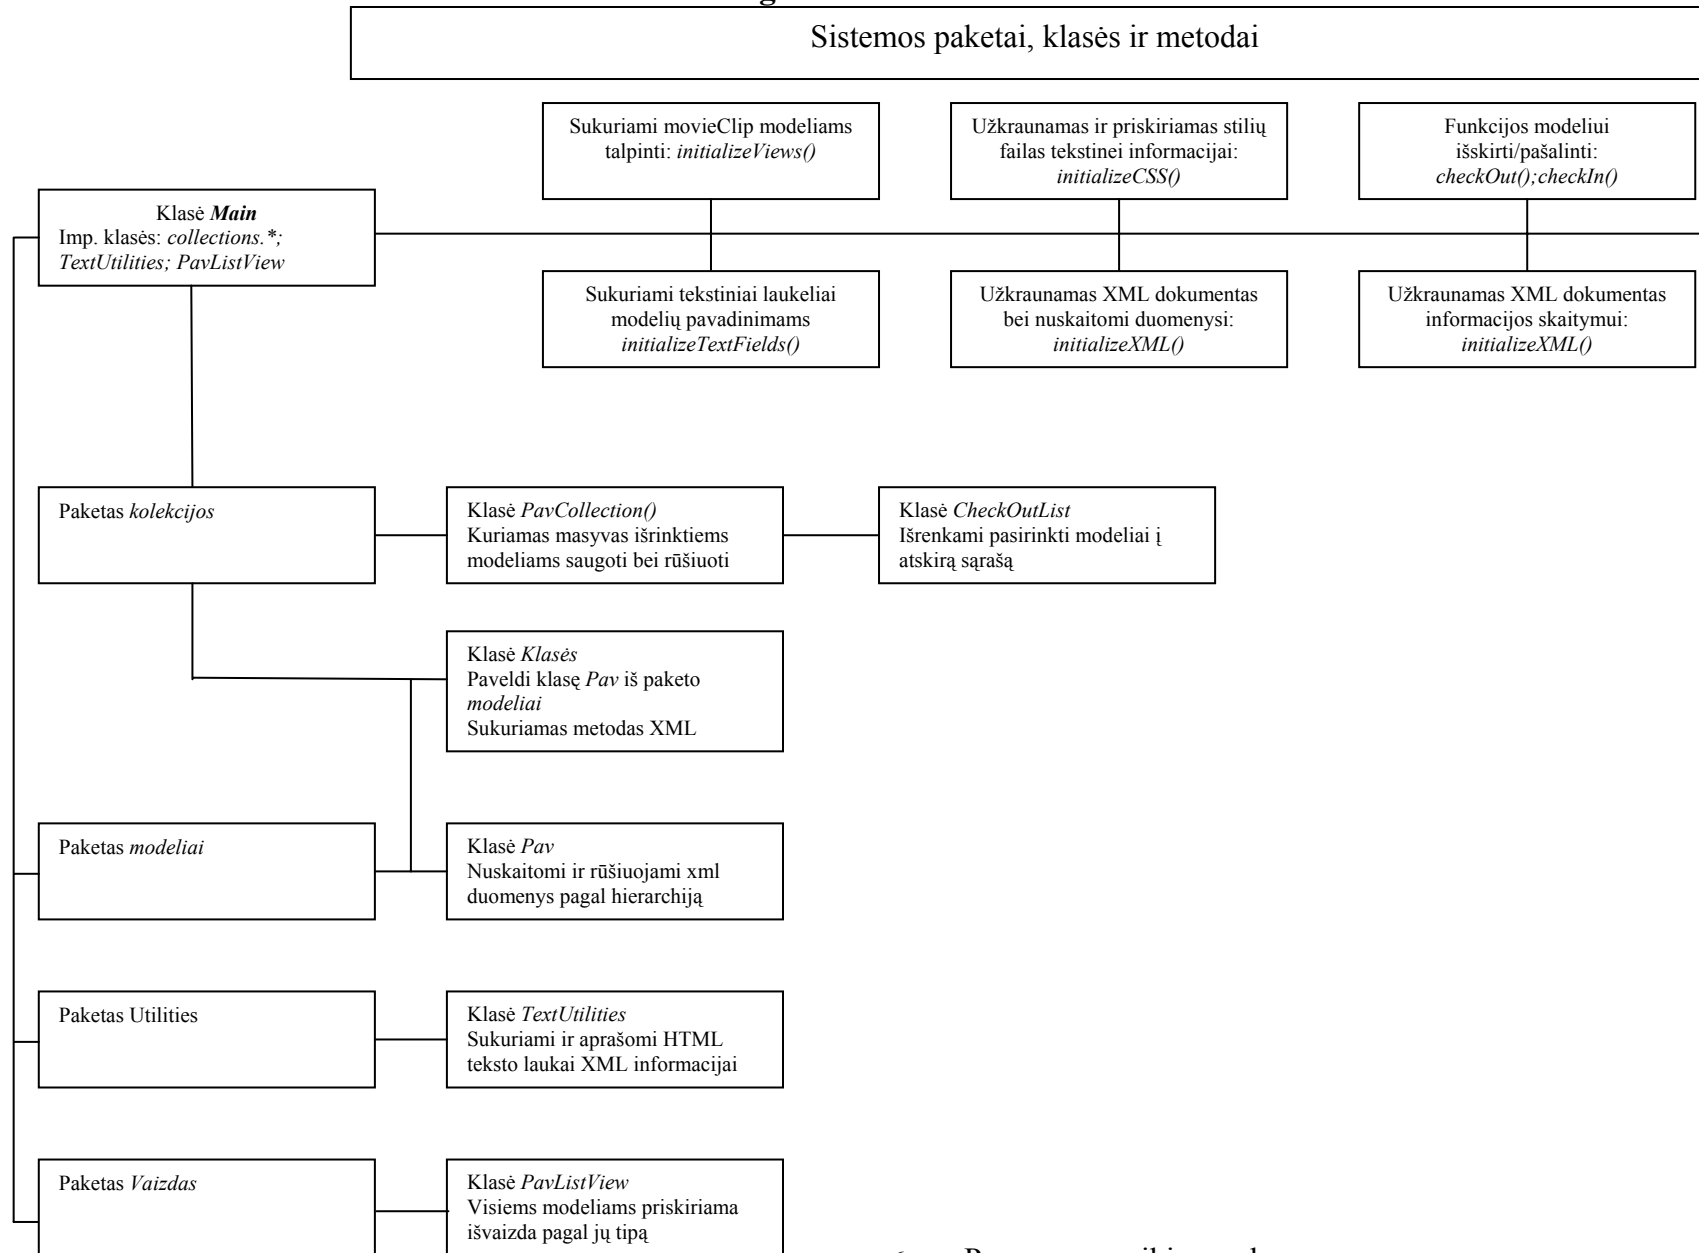 Sistemos paketai, klasės ir metodai
Sukuriami movieClip modeliams
talpinti: initializeViews()
Užkraunamas ir priskiriamas stilių
failas tekstinei informacijai:
initializeCSS()
Funkcijos modeliui
išskirti/pašalinti:
checkOut();checkIn()
Klasė Main
Imp. klasės: collections.*;
TextUtilities; PavListView
Sukuriami tekstiniai laukeliai
modelių pavadinimams
initializeTextFields()
Užkraunamas XML dokumentas
bei nuskaitomi duomenysi:
initializeXML()
Užkraunamas XML dokumentas
informacijos skaitymui:
initializeXML()
Paketas kolekcijos
Klasė PavCollection()
Kuriamas masyvas išrinktiems
modeliams saugoti bei rūšiuoti
Klasė CheckOutList
Išrenkami pasirinkti modeliai į
atskirą sąrašą
Klasė Klasės
Paveldi klasę Pav iš paketo
modeliai
Sukuriamas metodas XML
Paketas modeliai
Klasė Pav
Nuskaitomi ir rūšiuojami xml
duomenys pagal hierarchiją
Paketas Utilities
Klasė TextUtilities
Sukuriami ir aprašomi HTML
teksto laukai XML informacijai
Paketas Vaizdas
Klasė PavListView
Visiems modeliams priskiriama
išvaizda pagal jų tipą